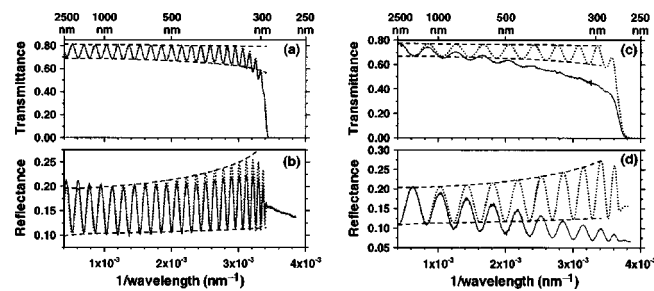 2500 nm 1000 nm 500 nm 300 nm 250 nm
0.80
0.60
0.40
0.20
0
Transmittance
(a)
0.25
0.20
0.15
0.10
Reflectance
(b)
1x10⁻³ 2x10⁻³ 3x10⁻³ 4x10⁻³
1/wavelength (nm⁻¹)
2500 nm 1000 nm 500 nm 300 nm 250 nm
0.80
0.60
0.40
0.20
0.00
Transmittance
(c)
0.30
0.25
0.20
0.15
0.10
0.05
Reflectance
(d)
1x10⁻³ 2x10⁻³ 3x10⁻³ 4x10⁻³
1/wavelength (nm⁻¹)